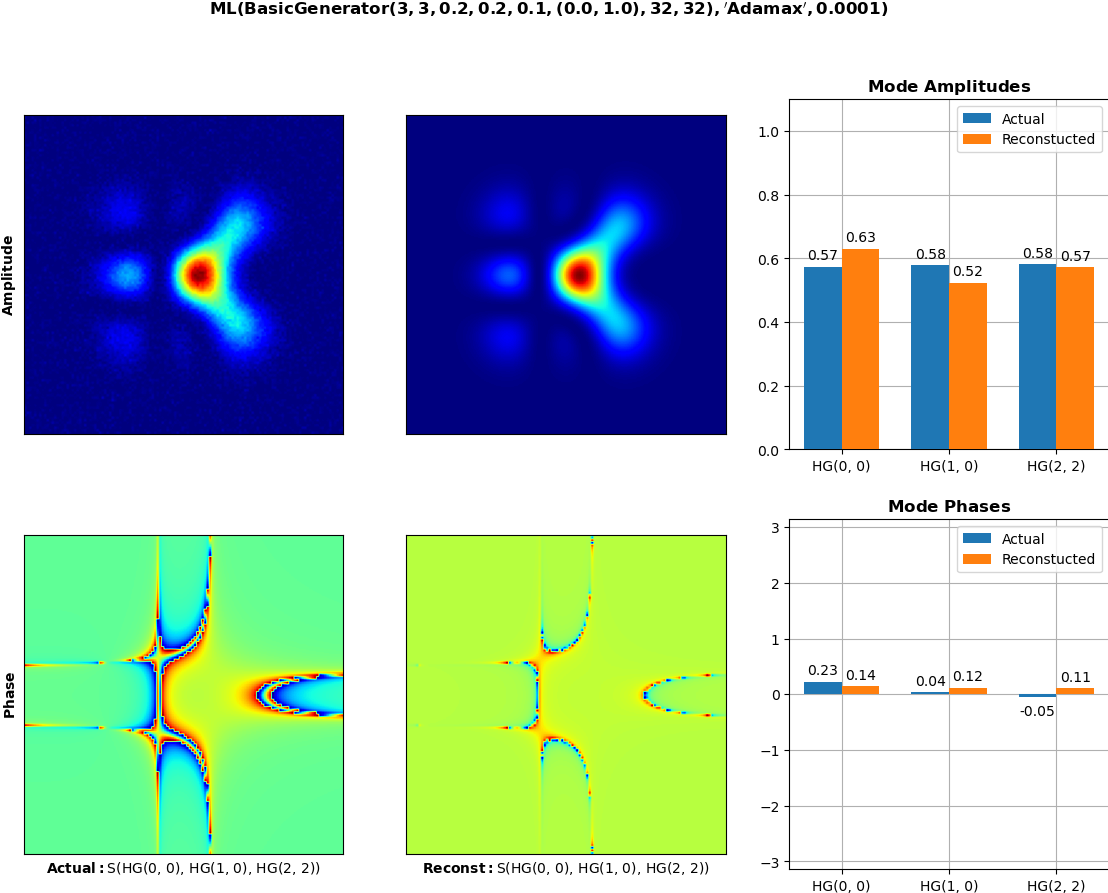 ML(BasicGenerator(3, 3, 0.2, 0.2, 0.1, (0.0, 1.0), 32, 32), ′Adamax′, 0.0001)
Amplitude
Mode Amplitudes
Actual
Reconstucted
1.0
0.8
0.6
0.4
0.2
0.0
0.57
0.63
0.58
0.52
0.58
0.57
HG(0, 0)
HG(1, 0)
HG(2, 2)
Phase
Actual: S(HG(0, 0), HG(1, 0), HG(2, 2))
Reconst: S(HG(0, 0), HG(1, 0), HG(2, 2))
Mode Phases
Actual
Reconstucted
3
2
1
0
−1
−2
−3
0.23
0.14
0.04
0.12
-0.05
0.11
HG(0, 0)
HG(1, 0)
HG(2, 2)